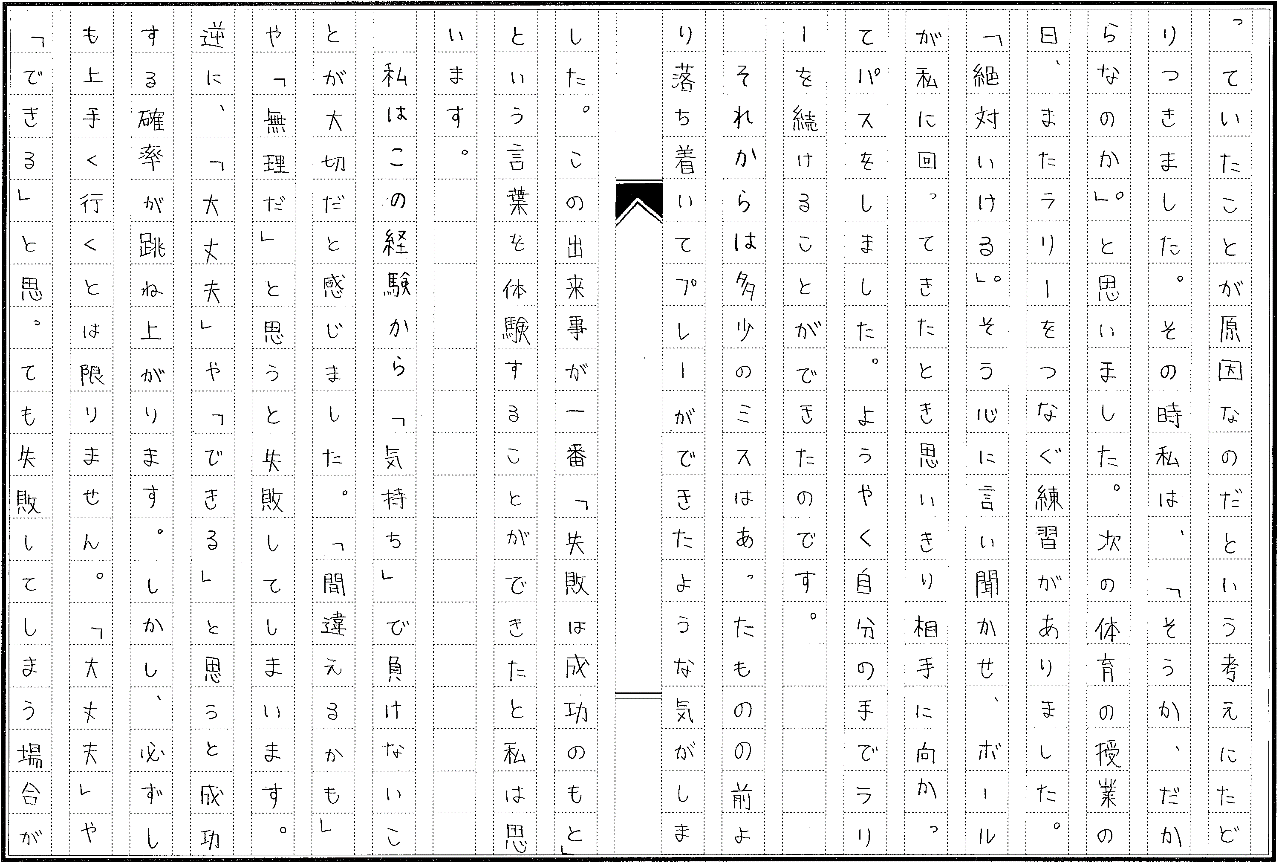 っていたことが原因なのだという考えにたど
りつきました。その時私は、「そうか、だか
らなのか」。と思いました。次の体育の授業の
日、またラリーをつなぐ練習がありました。
「絶対いける」。そう心に言い聞かせ、ボール
が私に回ってきたとき思いきり相手に向かっ
てパスをしました。ようやく自分の手でラリ
ーを続けることができたのです。
それからは多少のミスはあったものの前よ
り落ち着いてプレーができたような気がしま
した。この出来事が一番「失敗は成功のもと」
という言葉を体験することができたと私は思
います。
私はこの経験から「気持ち」で負けないこ
とが大切だと感じました。「間違えるかも」
や「無理だ」と思うと失敗してしまいます。
逆に、「大丈夫」や「できる」と思うと成功
する確率が跳ね上がります。しかし、必ずし
も上手く行くとは限りません。「大丈夫」や
「できる」と思っても失敗してしまう場合が